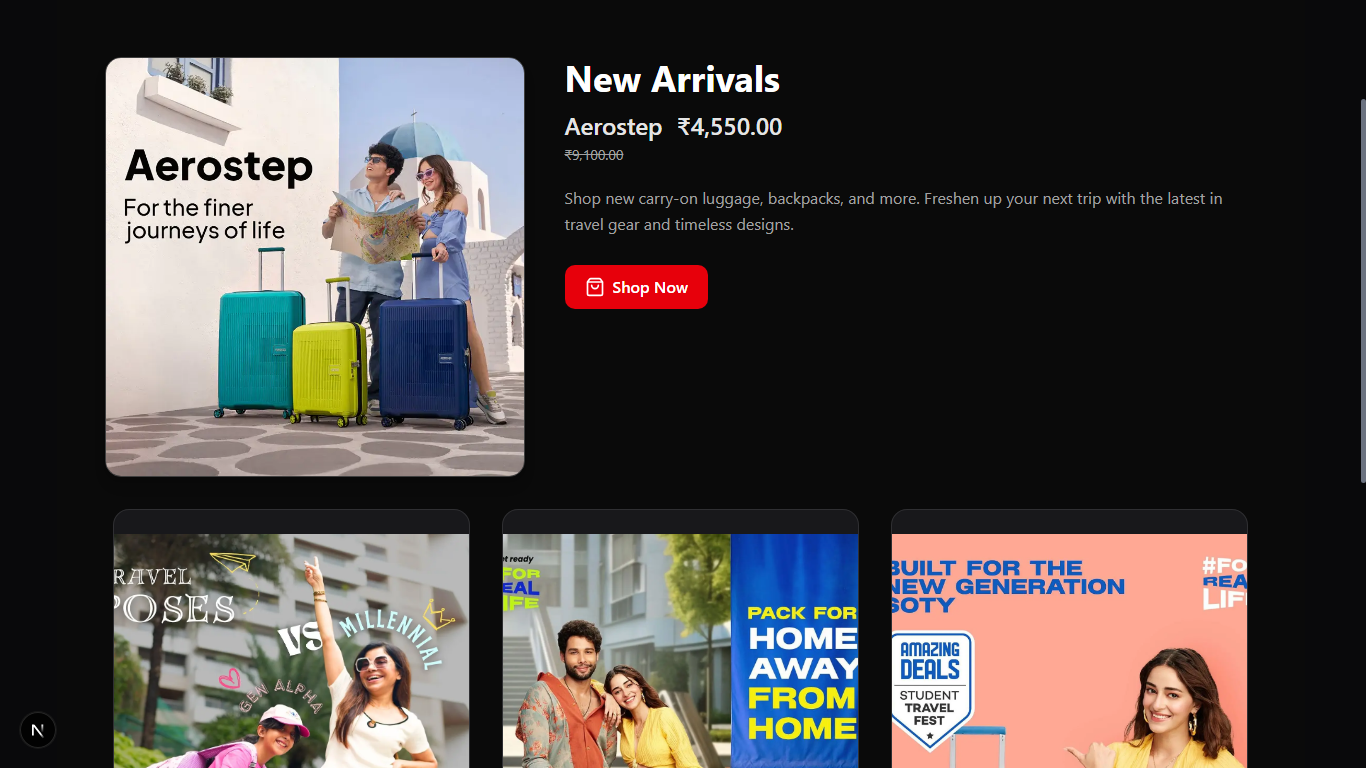 New Arrivals
Aerostep ₹4,550.00
₹9,100.00
Shop new carry-on luggage, backpacks, and more. Freshen up your next trip with the latest in
travel gear and timeless designs.
Shop Now
Aerostep
For the finer
journeys of life
RAVEL
POSES
VS
MILLENNIAL
GEN ALPHA
t ready
FOR
EAL
IFE
PACK FOR
HOME
AWAY
FROM
HOME
BUILT FOR THE
NEW GENERATION
SOTY
#FO
REA
LIF
AMAZING
DEALS
STUDENT
TRAVEL
FEST
N